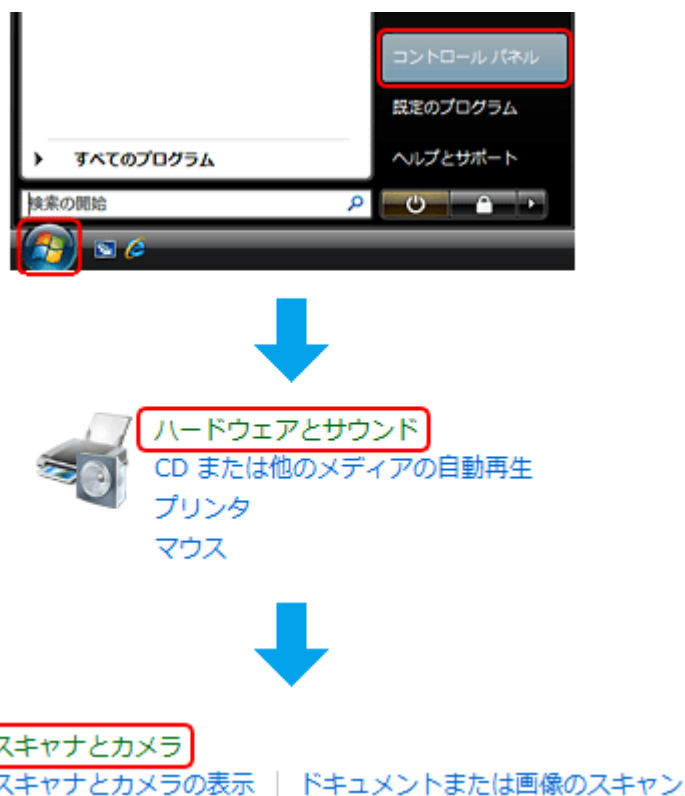 コントロール パネル
既定のプログラム
すべてのプログラム
ヘルプとサポート
検索の開始
ハードウェアとサウンド
CD または他のメディアの自動再生
プリンタ
マウス
スキャナとカメラ
スキャナとカメラの表示 | ドキュメントまたは画像のスキャン